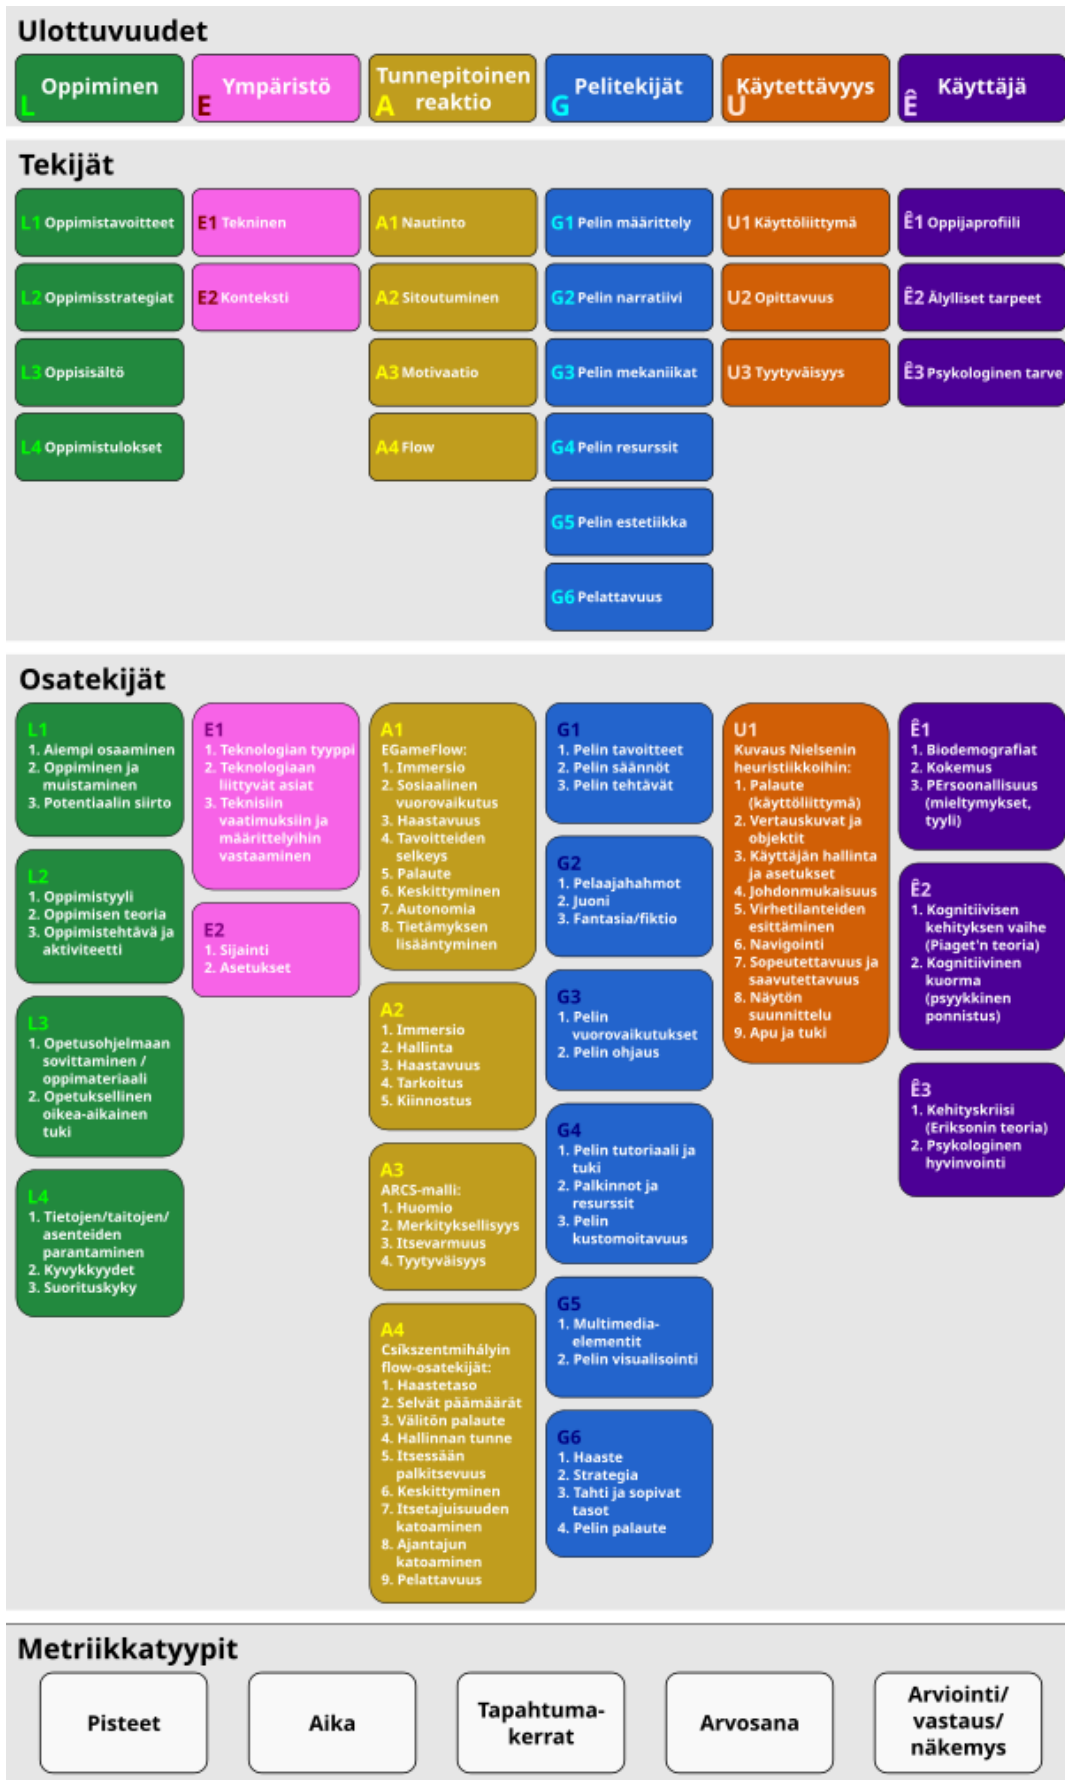 Ulottuvuudet
Oppiminen
L
Ympäristö
E
Tunnepitoinen
reaktio
A
Pelitekijät
G
Käytettävyys
U
Käyttäjä
Ê
Tekijät
L1 Oppimistavoitteet
E1 Tekninen
A1 Nautinto
G1 Pelin määrittely
U1 Käyttöliittymä
Ê1 Oppijaprofiili
L2 Oppimisstrategiat
E2 Konteksti
A2 Sitoutuminen
G2 Pelin narratiivi
U2 Opittavuus
Ê2 Älylliset tarpeet
L3 Oppisisältö
A3 Motivaatio
G3 Pelin mekaniikat
U3 Tyytyväisyys
Ê3 Psykologinen tarve
L4 Oppimistulokset
A4 Flow
G4 Pelin resurssit
G5 Pelin estetiikka
G6 Pelattavuus
Osatekijät
L1
1. Aiempi osaaminen
2. Oppiminen ja
muistaminen
3. Potentiaalin siirto
L2
1. Oppimistyyli
2. Oppimisen teoria
3. Oppimistehtävä ja
aktiviteetti
L3
1. Opetusohjelmaan
sovittaminen /
oppimateriaali
2. Opetuksellinen
oikea-aikainen
tuki
L4
1. Tietojen/taitojen/
asenteiden
parantaminen
2. Kyvykkyydet
3. Suorituskyky
E1
1. Teknologian tyyppi
2. Teknologiaan
liittyvät asiat
3. Teknisiin
vaatimuksiin ja
määrittelyihin
vastaaminen
E2
1. Sijainti
2. Asetukset
A1
EGameFlow:
1. Immersio
2. Sosiaalinen
vuorovaikutus
3. Haastavuus
4. Tavoitteiden
selkeys
5. Palaute
6. Keskittyminen
7. Autonomia
8. Tietämyksen
lisääntyminen
A2
1. Immersio
2. Hallinta
3. Haastavuus
4. Tarkoitus
5. Kiinnostus
A3
ARCS-malli:
1. Huomio
2. Merkityksellisyys
3. Itsevarmuus
4. Tyytyväisyys
A4
Csíkszentmihályin
flow-osatekijät:
1. Haastetaso
2. Selvät päämäärät
3. Välitön palaute
4. Hallinnan tunne
5. Itsessään
palkitsevuus
6. Keskittyminen
7. Itsetajuisuuden
katoaminen
8. Ajantajun
katoaminen
9. Pelattavuus
G1
1. Pelin tavoitteet
2. Pelin säännöt
3. Pelin tehtävät
G2
1. Pelaajahahmot
2. Juoni
3. Fantasia/fiktio
G3
1. Pelin
vuorovaikutukset
2. Pelin ohjaus
G4
1. Pelin tutoriaali ja
tuki
2. Palkinnot ja
resurssit
3. Pelin
kustomoitavuus
G5
1. Multimedia-
elementit
2. Pelin visualisointi
G6
1. Haaste
2. Strategia
3. Tahti ja sopivat
tasot
4. Pelin palaute
U1
Kuvaus Nielsenin
heuristiikkoihin:
1. Palaute
(käyttöliittymä)
2. Vertauskuvat ja
objektit
3. Käyttäjän hallinta
ja asetukset
4. Johdonmukaisuus
5. Virhetilanteiden
esittäminen
6. Navigointi
7. Sopeutettavuus ja
saavutettavuus
8. Näytön
suunnittelu
9. Apu ja tuki
Ê1
1. Biodemografiat
2. Kokemus
3. PErsoonallisuus
(mieltymykset,
tyyli)
Ê2
1. Kognitiivisen
kehityksen vaihe
(Piaget'n teoria)
2. Kognitiivinen
kuorma
(psyykkinen
ponnistus)
Ê3
1. Kehityskriisi
(Eriksonin teoria)
2. Psykologinen
hyvinvointi
Metriikkatyypit
Pisteet
Aika
Tapahtuma-
kerrat
Arvosana
Arviointi/
vastaus/
näkemys